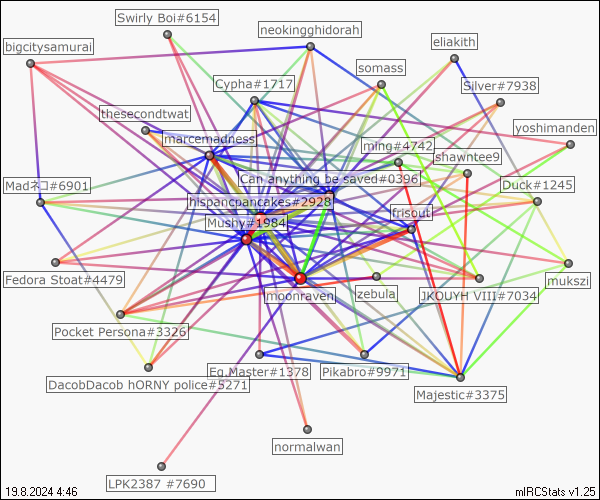 Swirly Boi#6154
neokingghidorah
eliakith
bigcitysamurai
somass
Cypha#1717
Silver#7938
thesecondtwat
yoshimanden
marcemadness
ming#4742
shawntee9
Can anything be saved#0396
Madネコ#6901
Duck#1245
hispancpancakes#2928
frisout
Mushy#1984
Fedora Stoat#4479
mukszi
moonraven
zebula
JKOUYH VIII#7034
Pocket Persona#3326
Eg.Master#1378
Pikabro#9971
DacobDacob hORNY police#5271
Majestic#3375
normalwan
LPK2387 #7690
19.8.2024 4:46
mIRCStats v1.25